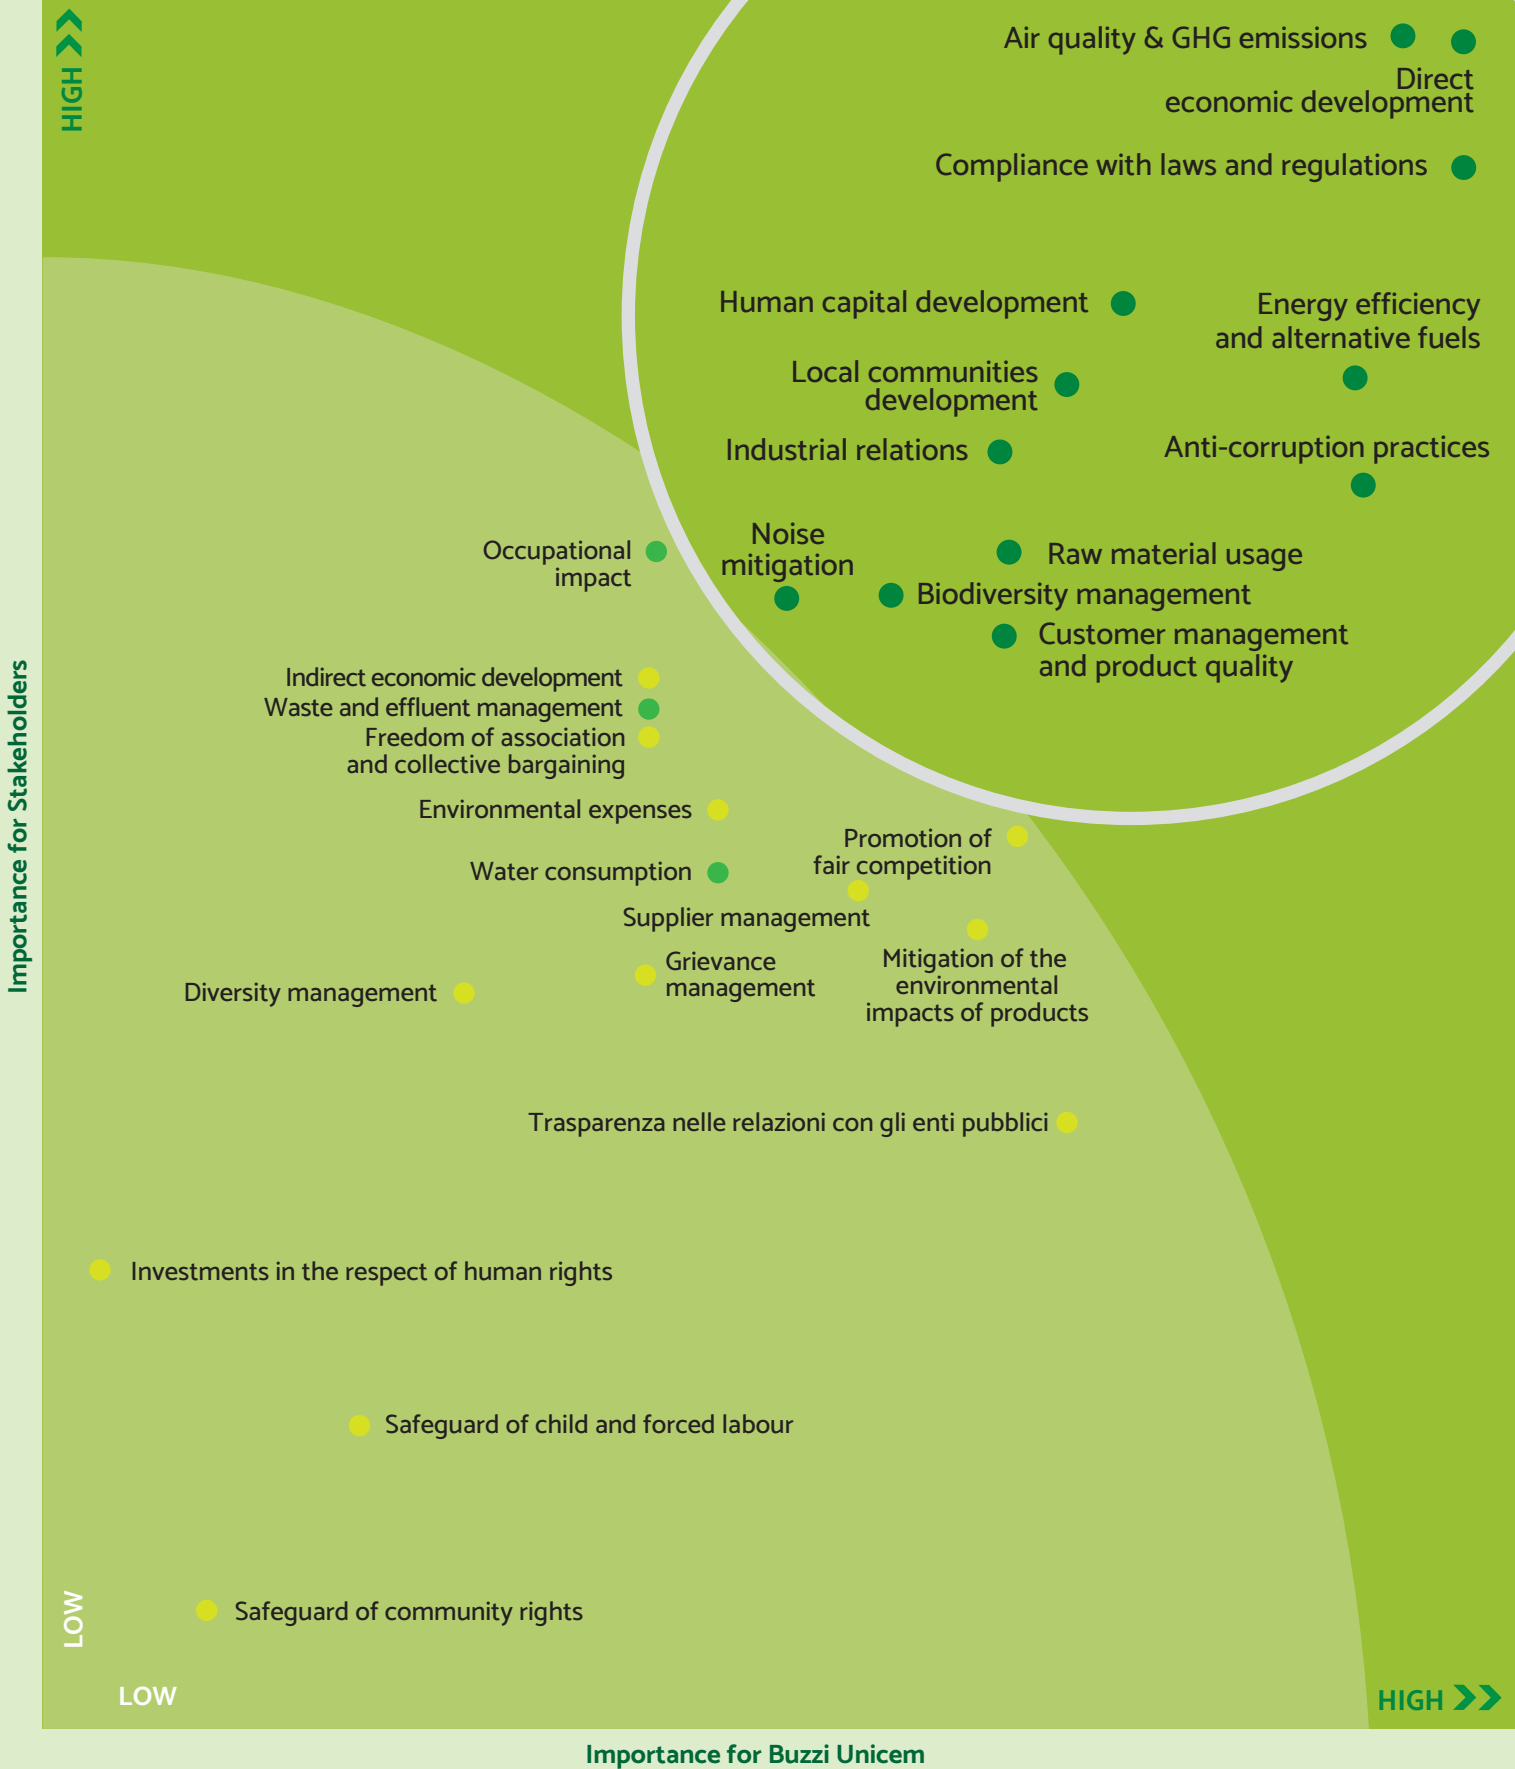 HIGH
Air quality & GHG emissions
Direct
economic development
Compliance with laws and regulations
Human capital development
Energy efficiency
and alternative fuels
Local communities
development
Industrial relations
Anti-corruption practices
Noise
mitigation
Occupational
impact
Raw material usage
Biodiversity management
Customer management
and product quality
Importance for Stakeholders
Indirect economic development
Waste and effluent management
Freedom of association
and collective bargaining
Environmental expenses
Promotion of
fair competition
Water consumption
Supplier management
Grievance
management
Mitigation of the
environmental
impacts of products
Diversity management
Trasparenza nelle relazioni con gli enti pubblici
Investments in the respect of human rights
Safeguard of child and forced labour
Safeguard of community rights
LOW
LOW
HIGH
Importance for Buzzi Unicem